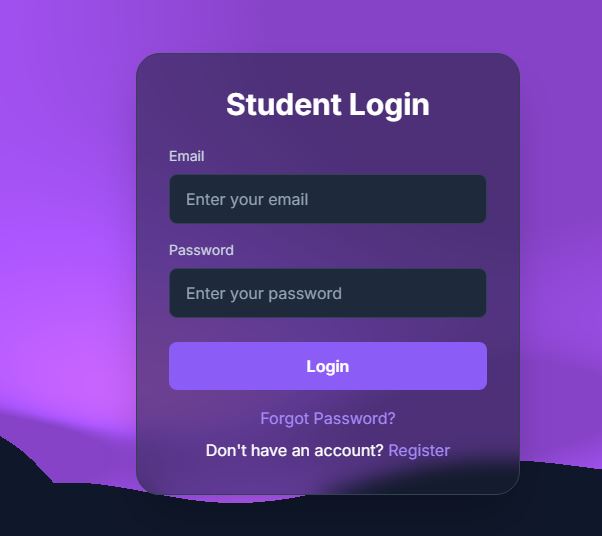 Student Login
Email
Enter your email
Password
Enter your password
Login
Forgot Password?
Don't have an account? Register